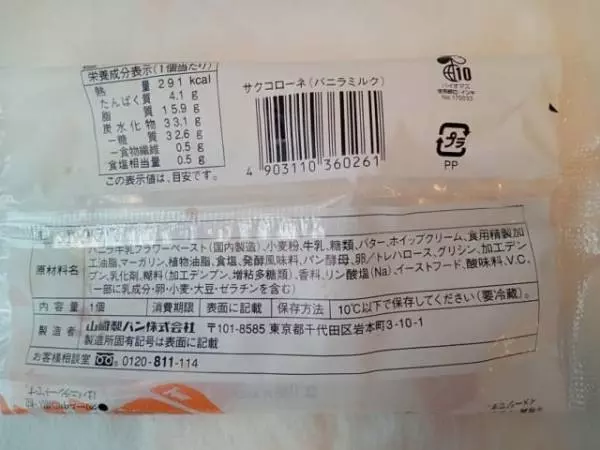 栄養成分表示(1個当たり)
熱量 291 kcal
たんぱく質 4.1 g
脂質 15.9 g
炭水化物 33.1 g
－糖質 32.6 g
－食物繊維 0.5 g
食塩相当量 0.5 g
この表示値は、目安です。
サクコローネ(バニラミルク)
4 903110 360261
10
バイオマス
No.170033
プラ
PP
原材料名
バニラ牛乳フラワーペースト(国内製造)、小麦粉、牛乳、糖類、バター、ホイップクリーム、食用精製加
工油脂、マーガリン、植物油脂、食塩、発酵風味料、パン酵母、卵/トレハロース、グリシン、加工デン
プン、乳化剤、糊料(加工デンプン、増粘多糖類)、香料、リン酸塩(Na)、イーストフード、酸味料、V.C、
(一部に乳成分・卵・小麦・大豆・ゼラチンを含む)
内容量 1個 消費期限 表面に記載 保存方法 10℃以下で保存してください(要冷蔵)。
製造者 山崎製パン株式会社 〒101-8585 東京都千代田区岩本町3-10-1
製造所固有記号は表面に記載
お客様相談室 0120-811-114